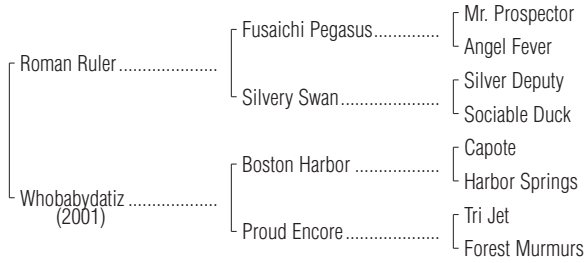 Mr. Prospector
Fusaichi Pegasus..............
Angel Fever
Roman Ruler.....................
Silver Deputy
Silvery Swan.....................
Sociable Duck
Capote
Boston Harbor ..................
Harbor Springs
Whobabydatiz ...................
(2001)
Tri Jet
Proud Encore....................
Forest Murmurs